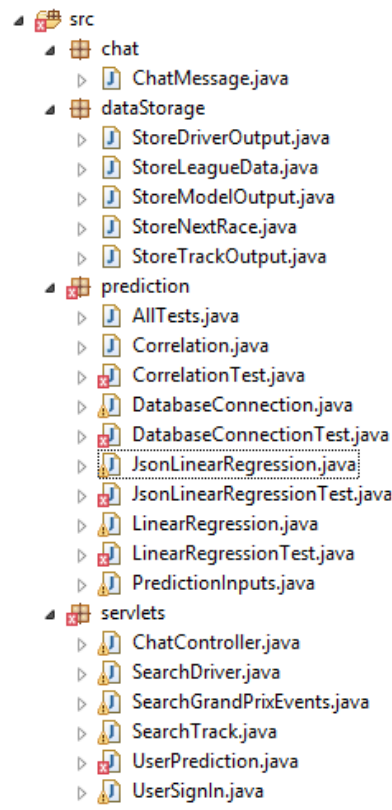 src
chat
ChatMessage.java
dataStorage
StoreDriverOutput.java
StoreLeagueData.java
StoreModelOutput.java
StoreNextRace.java
StoreTrackOutput.java
prediction
AllTests.java
Correlation.java
CorrelationTest.java
DatabaseConnection.java
DatabaseConnectionTest.java
JsonLinearRegression.java
JsonLinearRegressionTest.java
LinearRegression.java
LinearRegressionTest.java
PredictionInputs.java
servlets
ChatController.java
SearchDriver.java
SearchGrandPrixEvents.java
SearchTrack.java
UserPrediction.java
UserSignIn.java